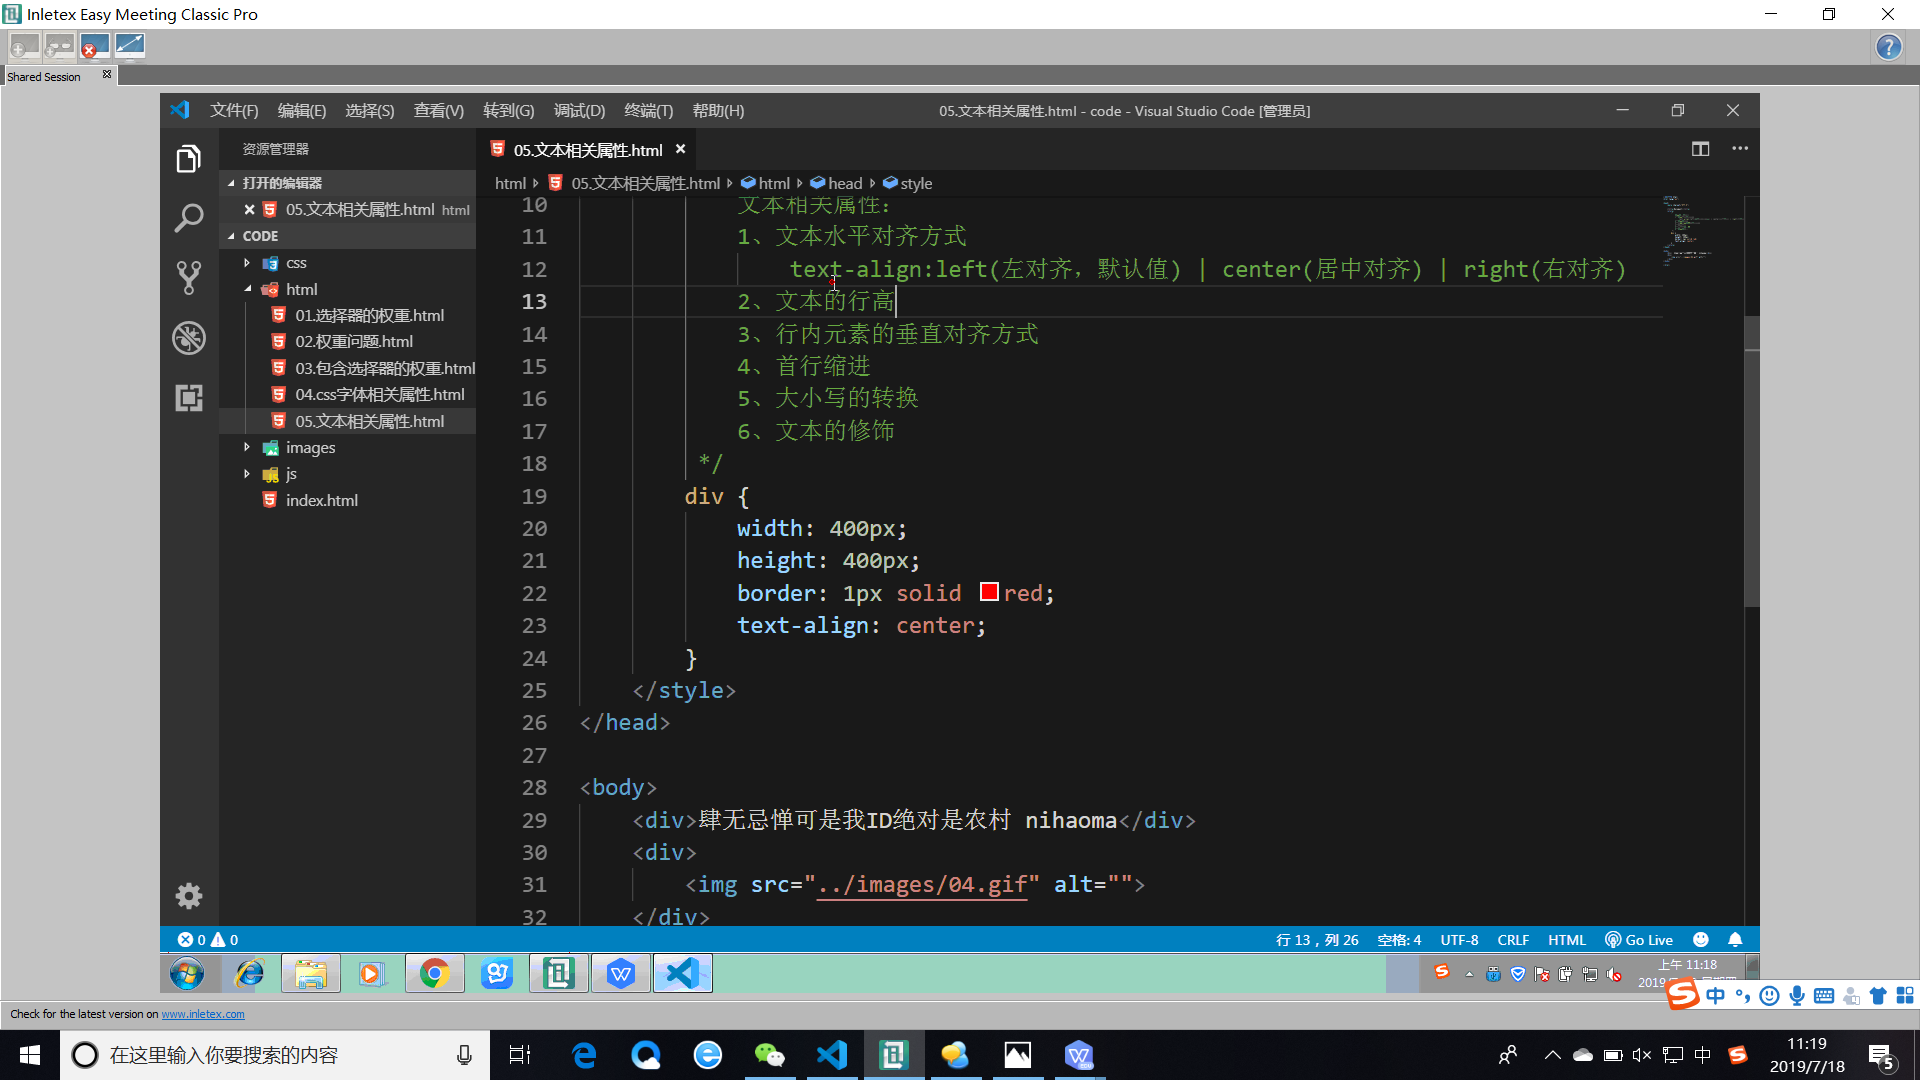 Inletex Easy Meeting Classic Pro
Shared Session
文件(F) 编辑(E) 选择(S) 查看(V) 转到(G) 调试(D) 终端(T) 帮助(H)
05.文本相关属性.html - code - Visual Studio Code [管理员]
资源管理器
打开的编辑器
05.文本相关属性.html html
CODE
css
html
01.选择器的权重.html
02.权重问题.html
03.包含选择器的权重.html
04.css字体相关属性.html
05.文本相关属性.html
images
js
index.html
05.文本相关属性.html
html 05.文本相关属性.html html head style
10 文本相关属性:
11 1、文本水平对齐方式
12 text-align:left(左对齐，默认值) | center(居中对齐) | right(右对齐)
13 2、文本的行高
14 3、行内元素的垂直对齐方式
15 4、首行缩进
16 5、大小写的转换
17 6、文本的修饰
18 */
19 div {
20 width: 400px;
21 height: 400px;
22 border: 1px solid red;
23 text-align: center;
24 }
25 </style>
26 </head>
27
28 <body>
29 <div>肆无忌惮可是我ID绝对是农村 nihaoma</div>
30 <div>
31 <img src="../images/04.gif" alt="">
32 </div>
0 0
行 13，列 26 空格: 4 UTF-8 CRLF HTML Go Live
上午 11:18
中
Check for the latest version on www.inletex.com
在这里输入你要搜索的内容
中
11:19
2019/7/18
5